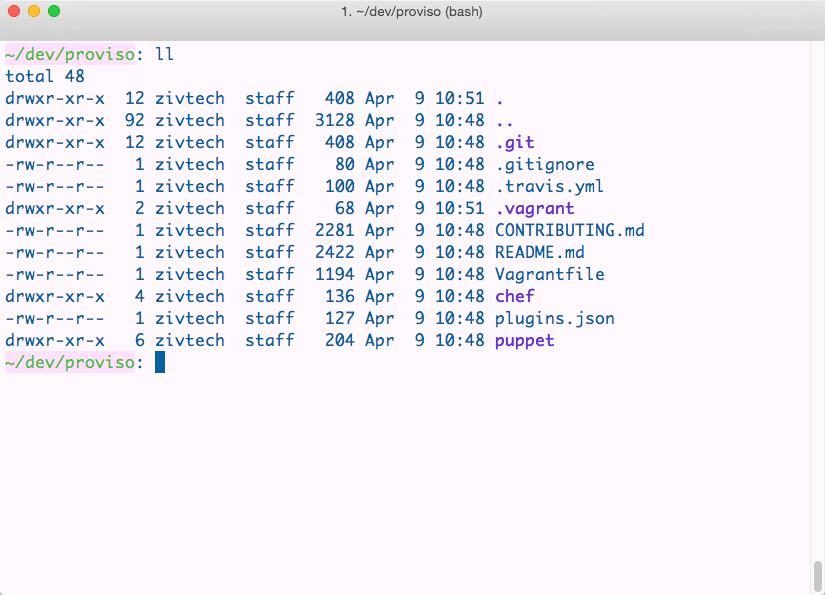 1. ~/dev/proviso (bash)
~/dev/proviso: ll
total 48
drwxr-xr-x  12 zivtech  staff   408 Apr  9 10:51 .
drwxr-xr-x  92 zivtech  staff  3128 Apr  9 10:48 ..
drwxr-xr-x  12 zivtech  staff   408 Apr  9 10:48 .git
-rw-r--r--   1 zivtech  staff    80 Apr  9 10:48 .gitignore
-rw-r--r--   1 zivtech  staff   100 Apr  9 10:48 .travis.yml
drwxr-xr-x   2 zivtech  staff    68 Apr  9 10:51 .vagrant
-rw-r--r--   1 zivtech  staff  2281 Apr  9 10:48 CONTRIBUTING.md
-rw-r--r--   1 zivtech  staff  2422 Apr  9 10:48 README.md
-rw-r--r--   1 zivtech  staff  1194 Apr  9 10:48 Vagrantfile
drwxr-xr-x   4 zivtech  staff   136 Apr  9 10:48 chef
-rw-r--r--   1 zivtech  staff   127 Apr  9 10:48 plugins.json
drwxr-xr-x   6 zivtech  staff   204 Apr  9 10:48 puppet
~/dev/proviso: